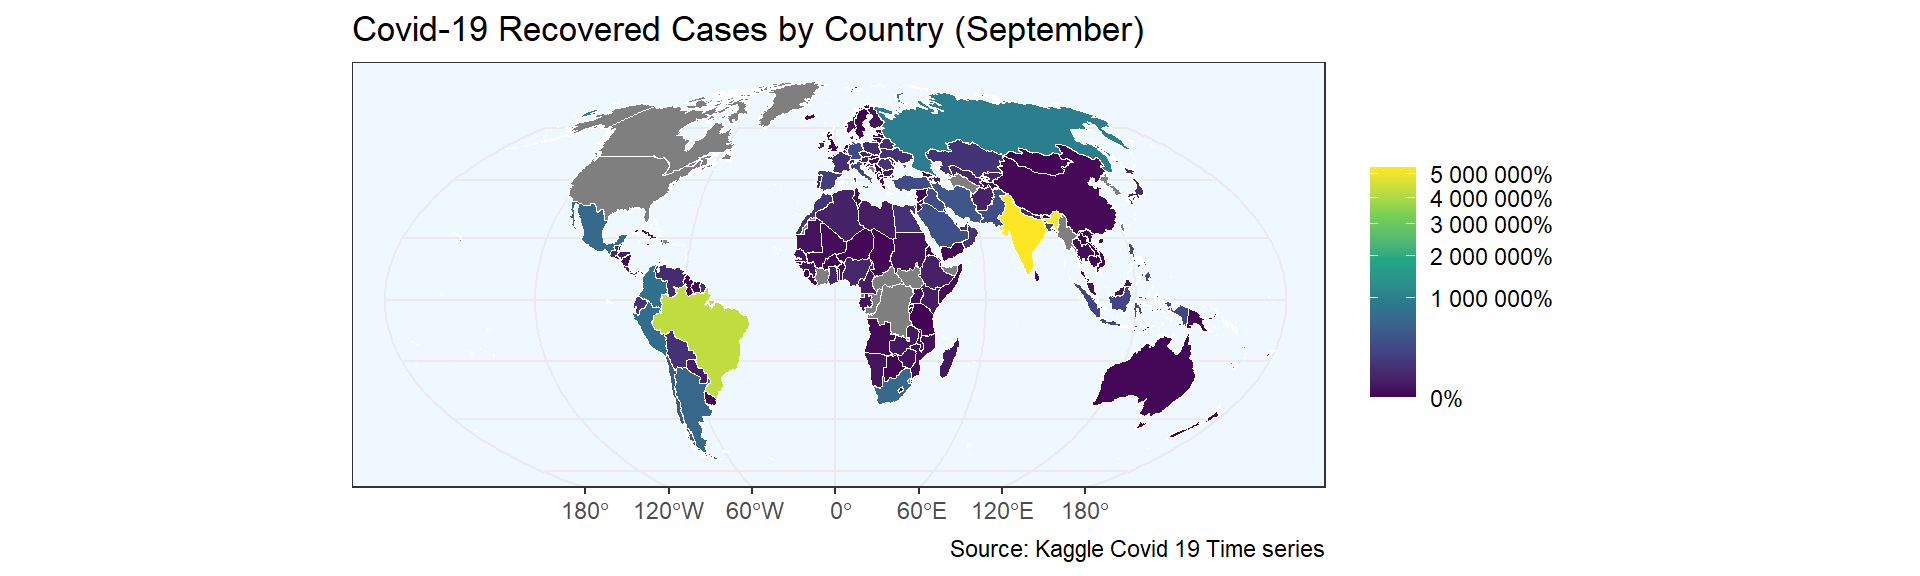 Covid-19 Recovered Cases by Country (September)
5 000 000%
4 000 000%
3 000 000%
2 000 000%
1 000 000%
0%
180° 120°W 60°W 0° 60°E 120°E 180°
Source: Kaggle Covid 19 Time series